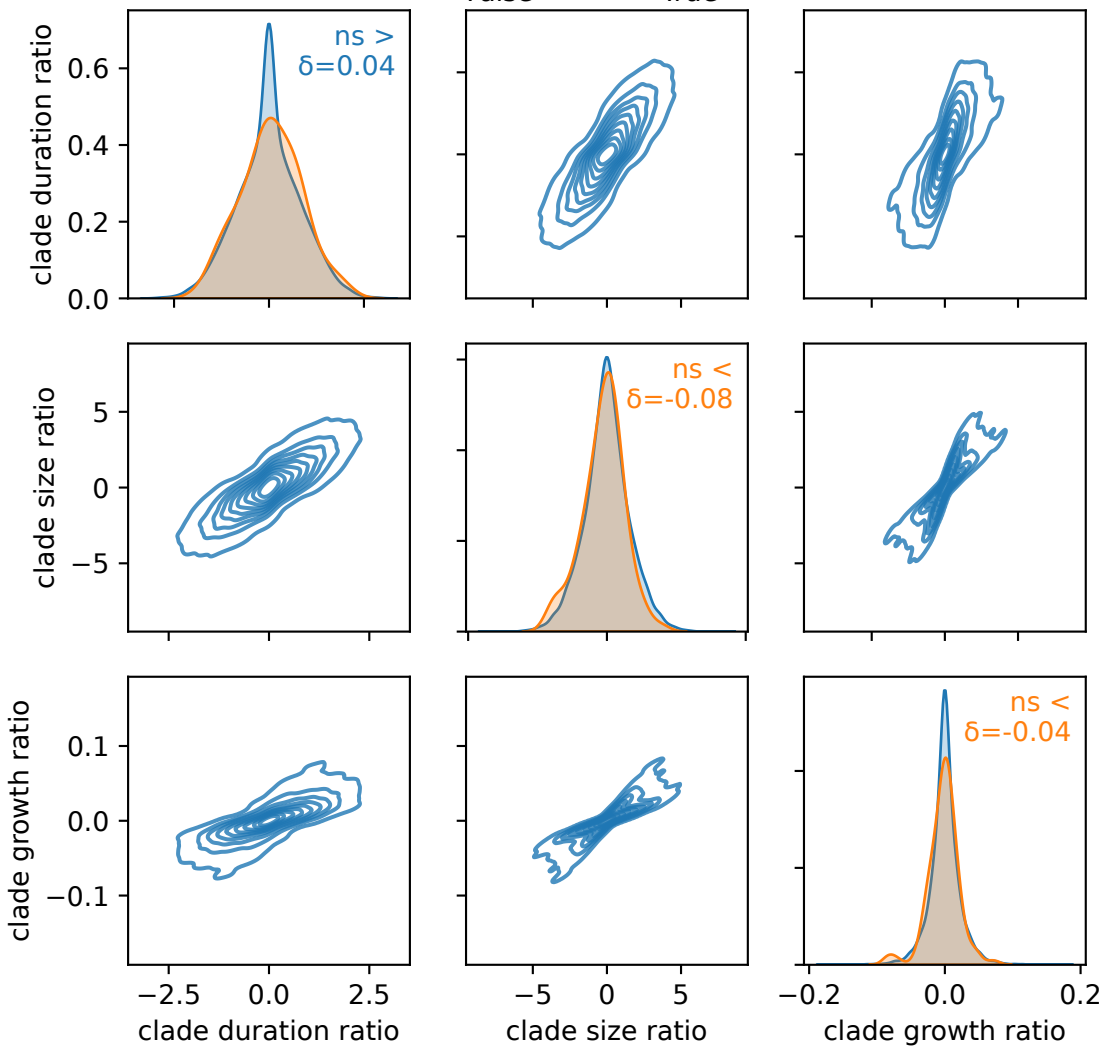 clade duration ratio
0.6
0.4
0.2
0.0
ns >
δ=0.04
clade size ratio
5
0
−5
ns <
δ=-0.08
clade growth ratio
0.1
0.0
−0.1
ns <
δ=-0.04
−2.5 0.0 2.5
clade duration ratio
−5 0 5
clade size ratio
−0.2 0.0 0.2
clade growth ratio